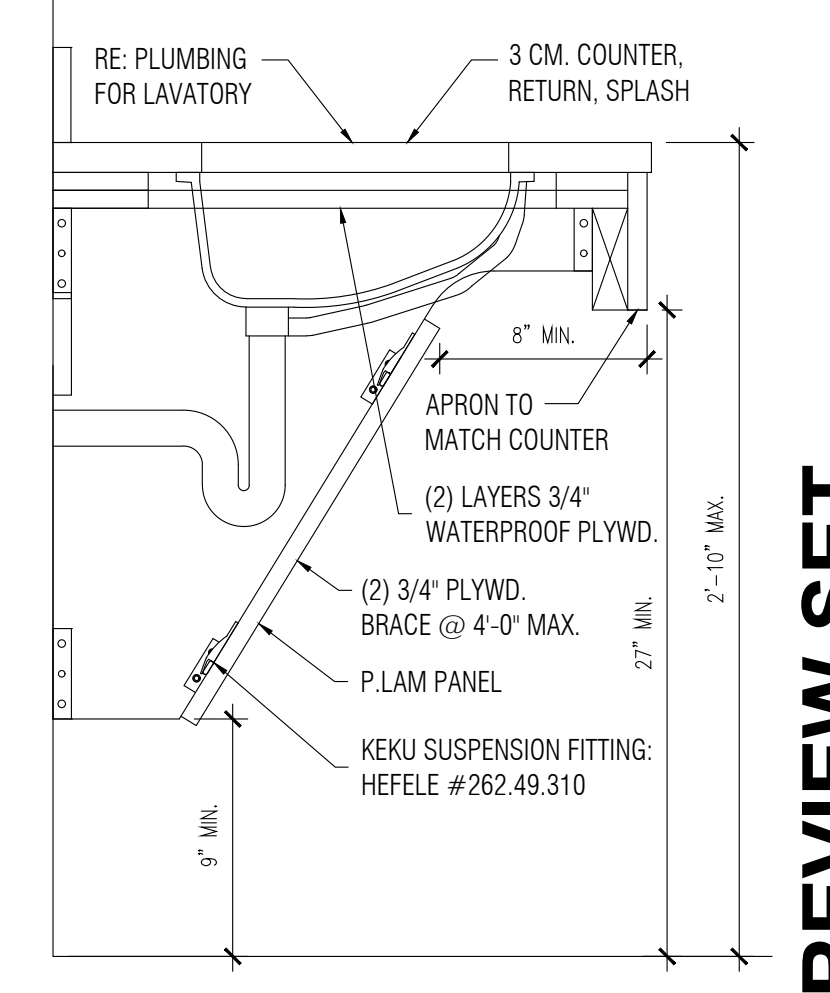 RE: PLUMBING
FOR LAVATORY
3 CM. COUNTER,
RETURN, SPLASH
8" MIN.
APRON TO
MATCH COUNTER
(2) LAYERS 3/4"
WATERPROOF PLYWD.
(2) 3/4" PLYWD.
BRACE @ 4'-0" MAX.
P.LAM PANEL
KEKU SUSPENSION FITTING:
HEFELE #262.49.310
9" MIN.
27" MIN.
2'-10" MAX.
REVIEW SET